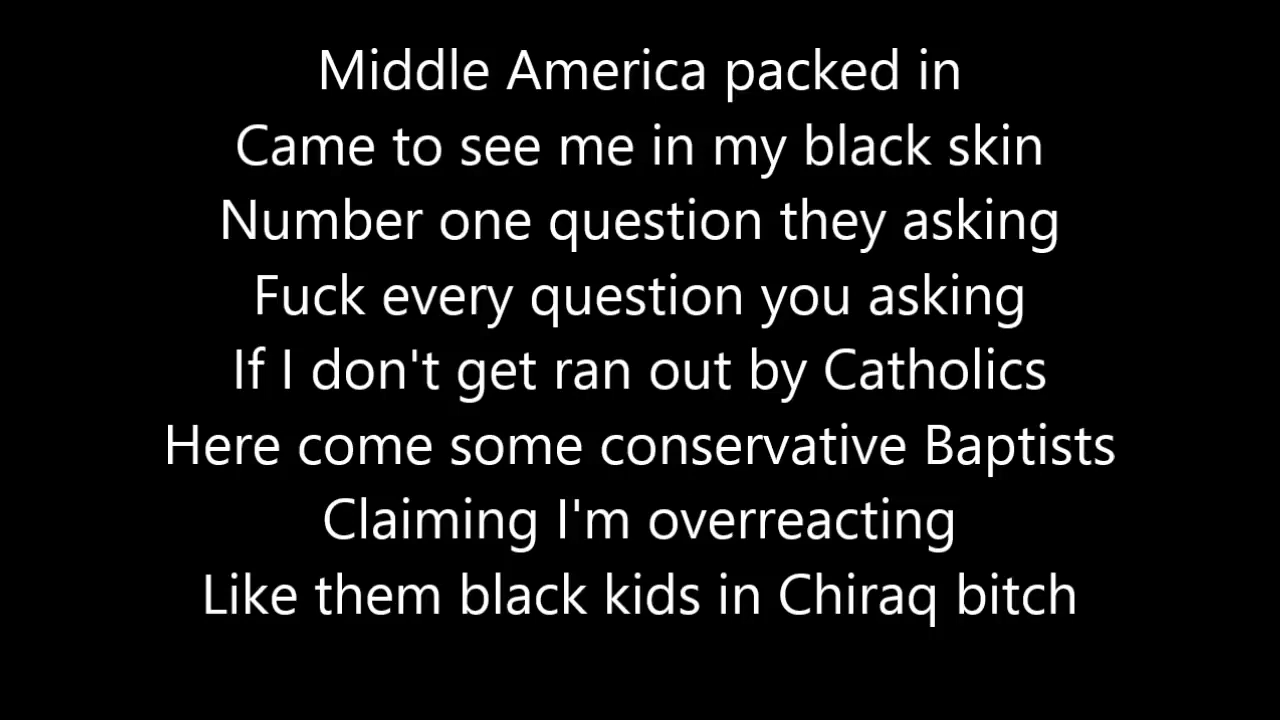 Middle America packed in
Came to see me in my black skin
Number one question they asking
Fuck every question you asking
If I don't get ran out by Catholics
Here come some conservative Baptists
Claiming I'm overreacting
Like them black kids in Chiraq bitch